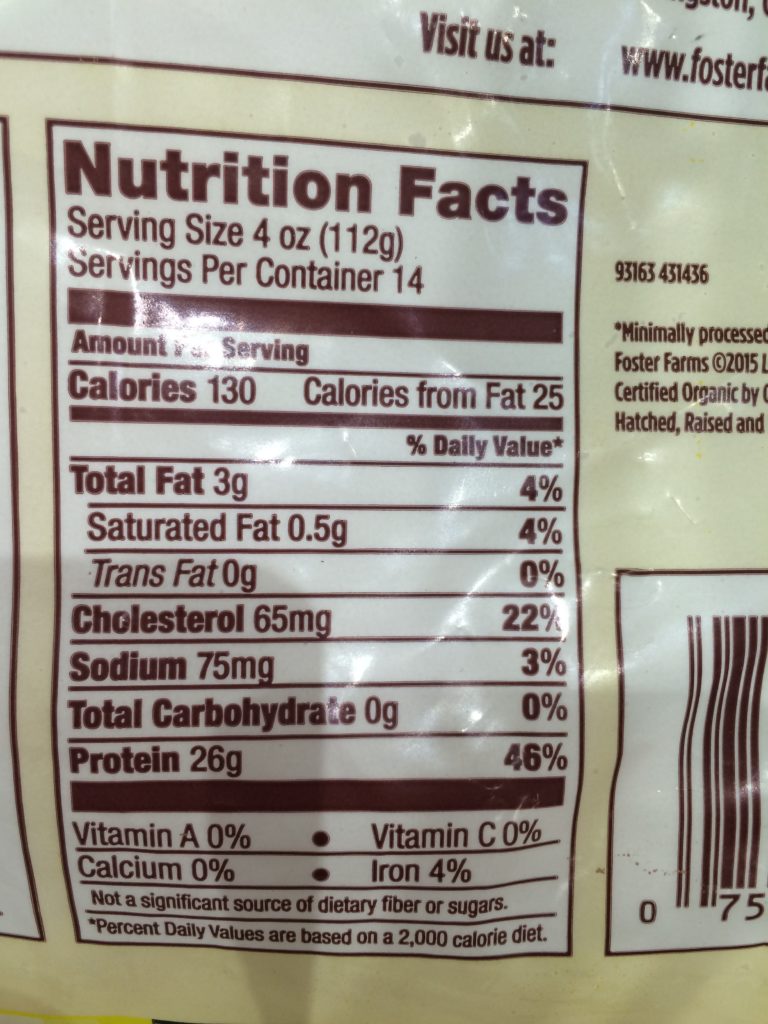 Visit us at: www.fosterfa
Nutrition Facts
Serving Size 4 oz (112g)
Servings Per Container 14
Amount Per Serving
Calories 130 Calories from Fat 25
% Daily Value*
Total Fat 3g 4%
Saturated Fat 0.5g 4%
Trans Fat 0g 0%
Cholesterol 65mg 22%
Sodium 75mg 3%
Total Carbohydrate 0g 0%
Protein 26g 46%
Vitamin A 0% • Vitamin C 0%
Calcium 0% • Iron 4%
Not a significant source of dietary fiber or sugars.
*Percent Daily Values are based on a 2,000 calorie diet.
93163 431436
*Minimally processed
Foster Farms ©2015 L
Certified Organic by
Hatched, Raised and
0 75